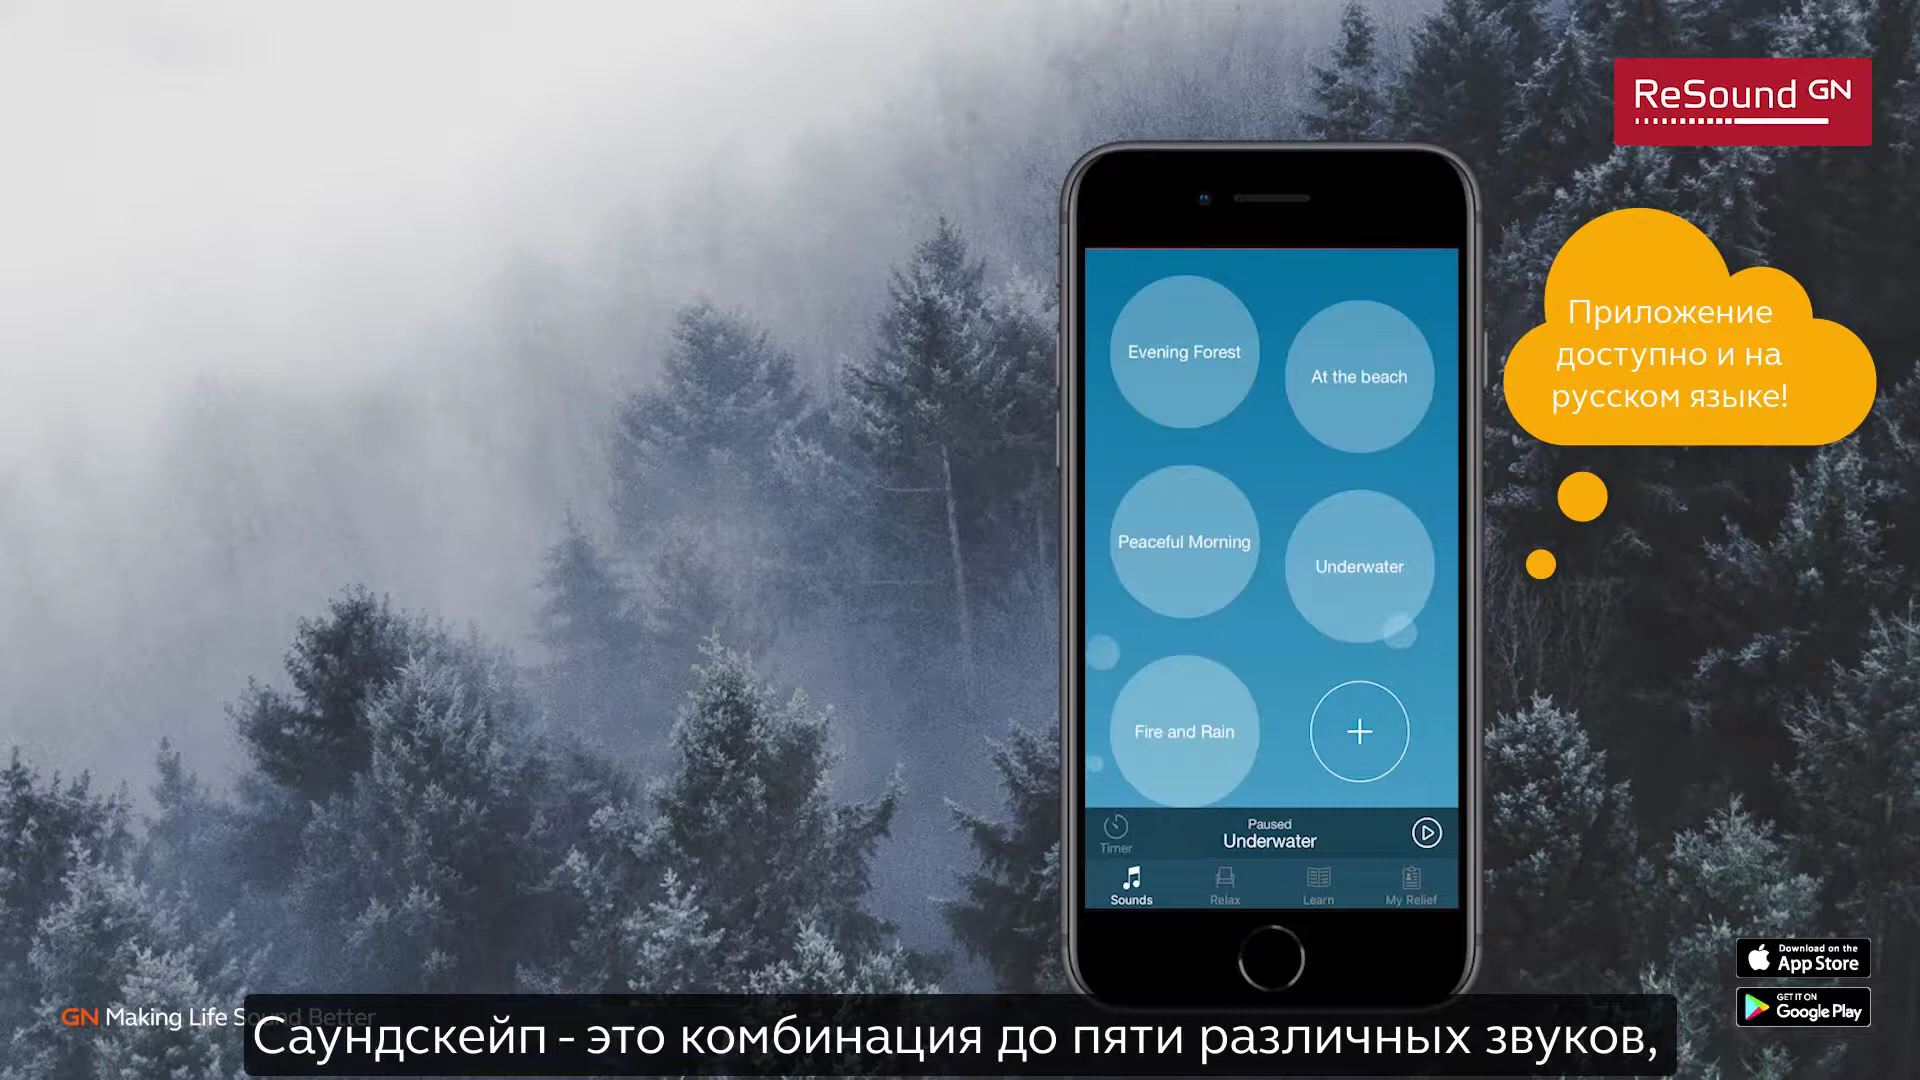 ReSound GN
Приложение
доступно и на
русском языке!
Evening Forest
At the beach
Peaceful Morning
Underwater
Fire and Rain
Timer
Paused
Underwater
Sounds
Relax
Learn
My Relief
Download on the
App Store
GET IT ON
Google Play
GN Making Life Sound Better
Саундскейп - это комбинация до пяти различных звуков,